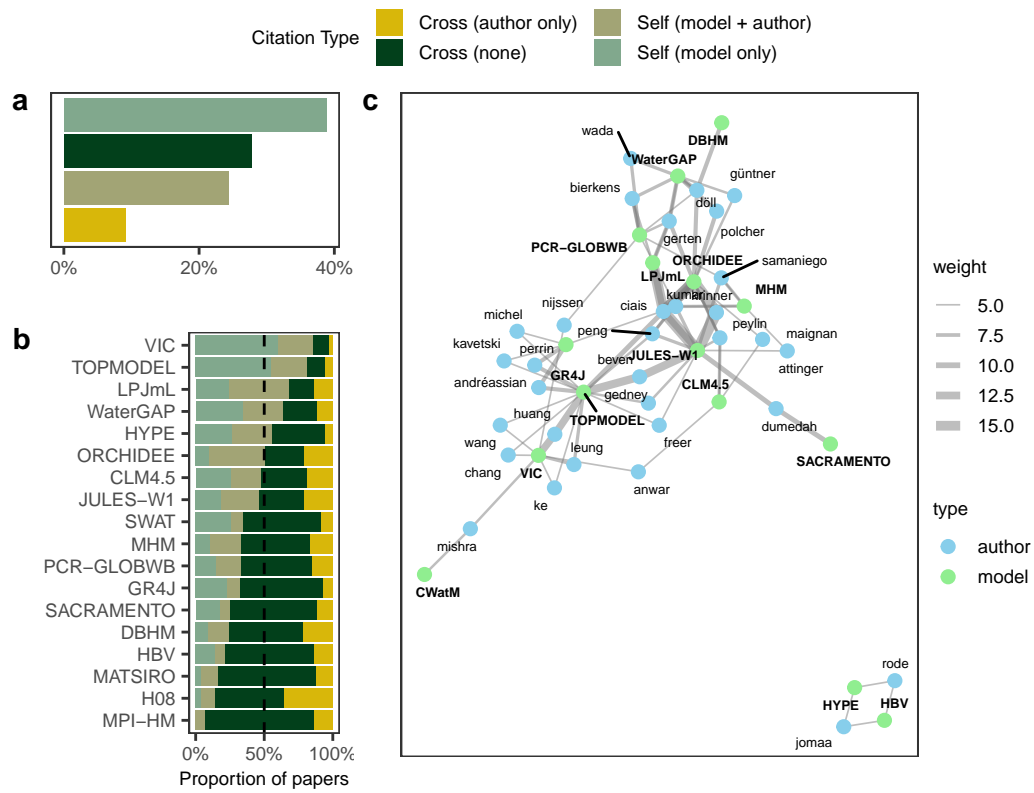 Citation Type
Cross (author only)
Cross (none)
Self (model + author)
Self (model only)
a
0%
20%
40%
b
VIC
TOPMODEL
LPJmL
WaterGAP
HYPE
ORCHIDEE
CLM4.5
JULES−W1
SWAT
MHM
PCR−GLOBWB
GR4J
SACRAMENTO
DBHM
HBV
MATSIRO
H08
MPI−HM
0%
50%
100%
Proportion of papers
c
wada
DBHM
WaterGAP
bierkens
güntner
döll
polcher
gerten
PCR−GLOBWB
ORCHIDEE
samaniego
LPJmL
MHM
kumar
krinner
nijssen
ciais
michel
peng
peylin
maignan
kavetski
perrin
beven
JULES−W1
attinger
GR4J
andréassian
CLM4.5
gedney
huang
TOPMODEL
dumedah
wang
leung
freer
SACRAMENTO
chang
VIC
anwar
ke
mishra
CWatM
rode
HYPE
HBV
jomaa
weight
5.0
7.5
10.0
12.5
15.0
type
author
model